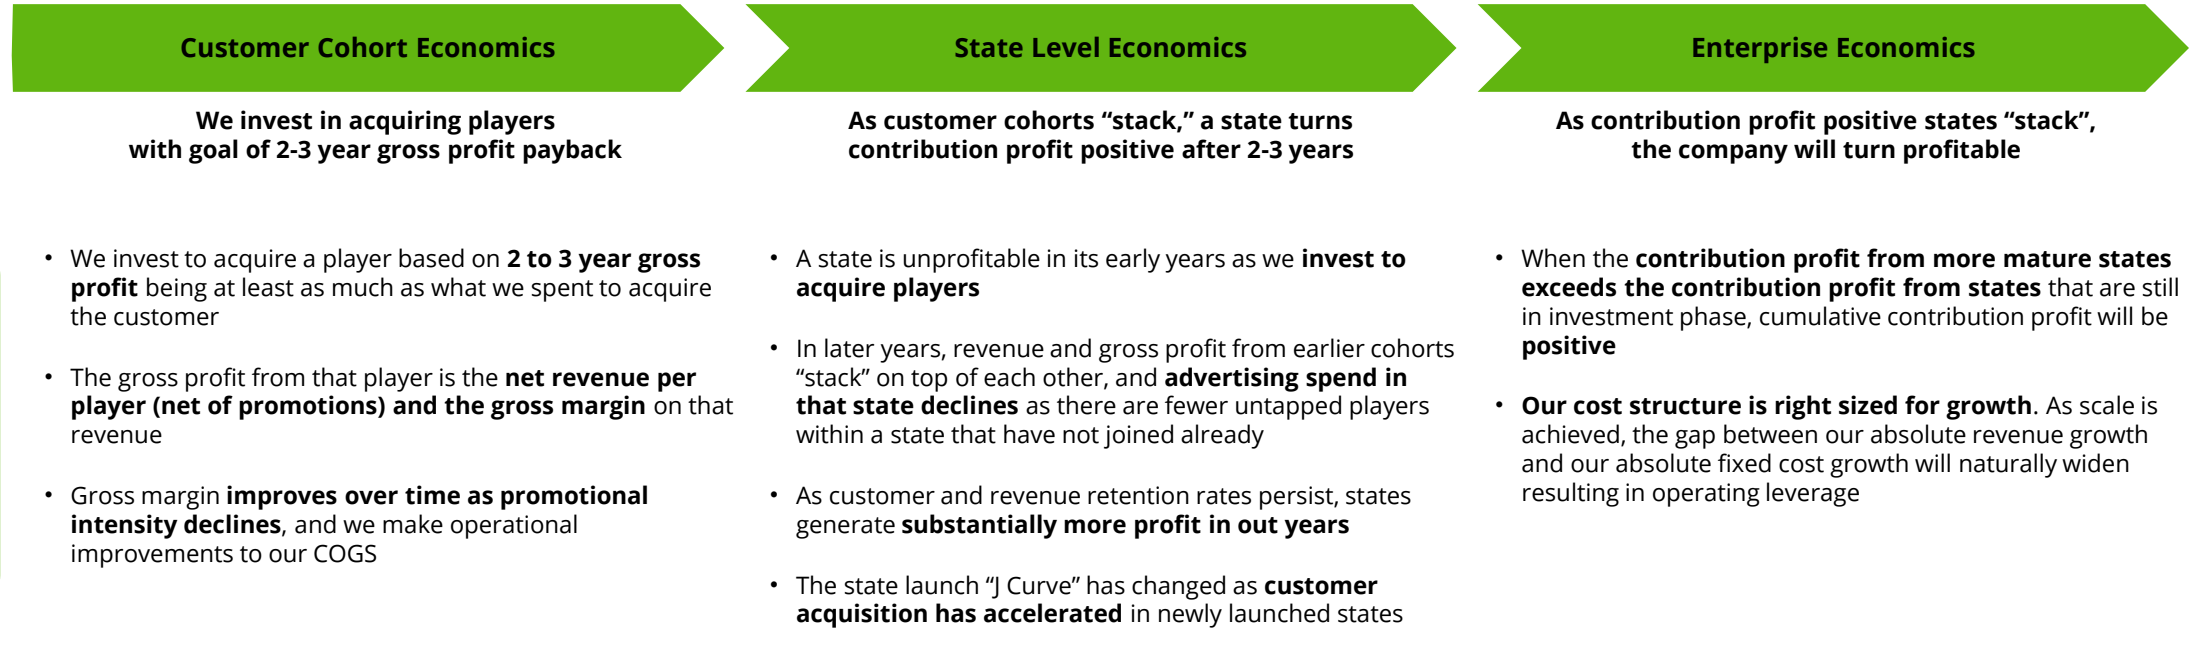 Customer Cohort Economics
We invest in acquiring players
with goal of 2-3 year gross profit payback
• We invest to acquire a player based on 2 to 3 year gross
profit being at least as much as what we spent to acquire
the customer
• The gross profit from that player is the net revenue per
player (net of promotions) and the gross margin on that
revenue
• Gross margin improves over time as promotional
intensity declines, and we make operational
improvements to our COGS
State Level Economics
As customer cohorts “stack,” a state turns
contribution profit positive after 2-3 years
• A state is unprofitable in its early years as we invest to
acquire players
• In later years, revenue and gross profit from earlier cohorts
“stack” on top of each other, and advertising spend in
that state declines as there are fewer untapped players
within a state that have not joined already
• As customer and revenue retention rates persist, states
generate substantially more profit in out years
• The state launch “J Curve” has changed as customer
acquisition has accelerated in newly launched states
Enterprise Economics
As contribution profit positive states “stack”,
the company will turn profitable
• When the contribution profit from more mature states
exceeds the contribution profit from states that are still
in investment phase, cumulative contribution profit will be
positive
• Our cost structure is right sized for growth. As scale is
achieved, the gap between our absolute revenue growth
and our absolute fixed cost growth will naturally widen
resulting in operating leverage